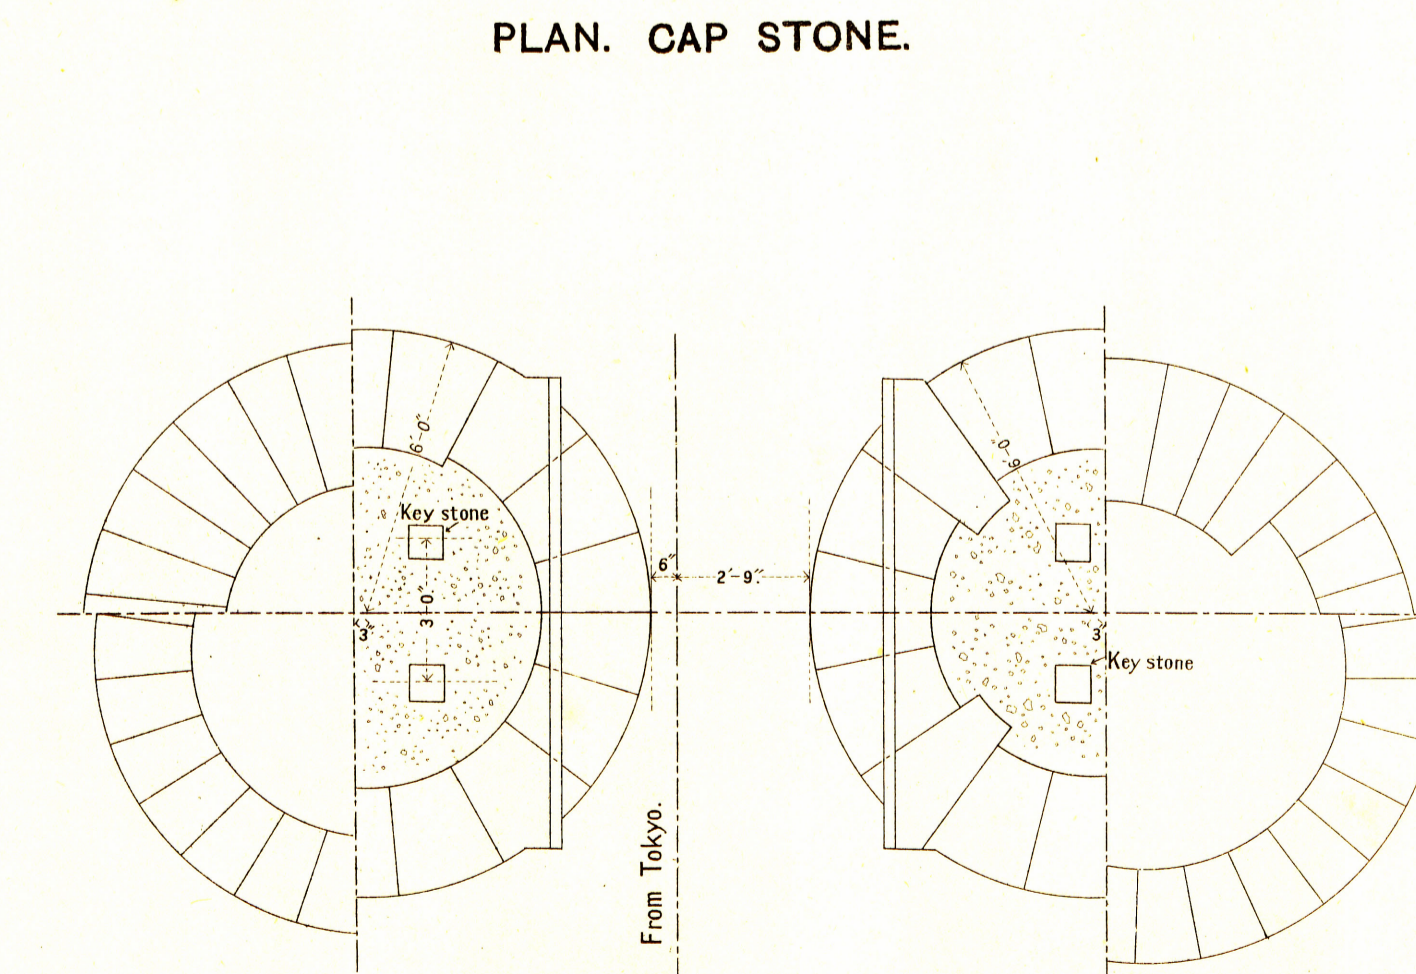 PLAN. CAP STONE.
6'-0"
6'-0"
Key stone
6"
2'-9".
3'-0"
3"
3"
Key stone
From Tokyo.